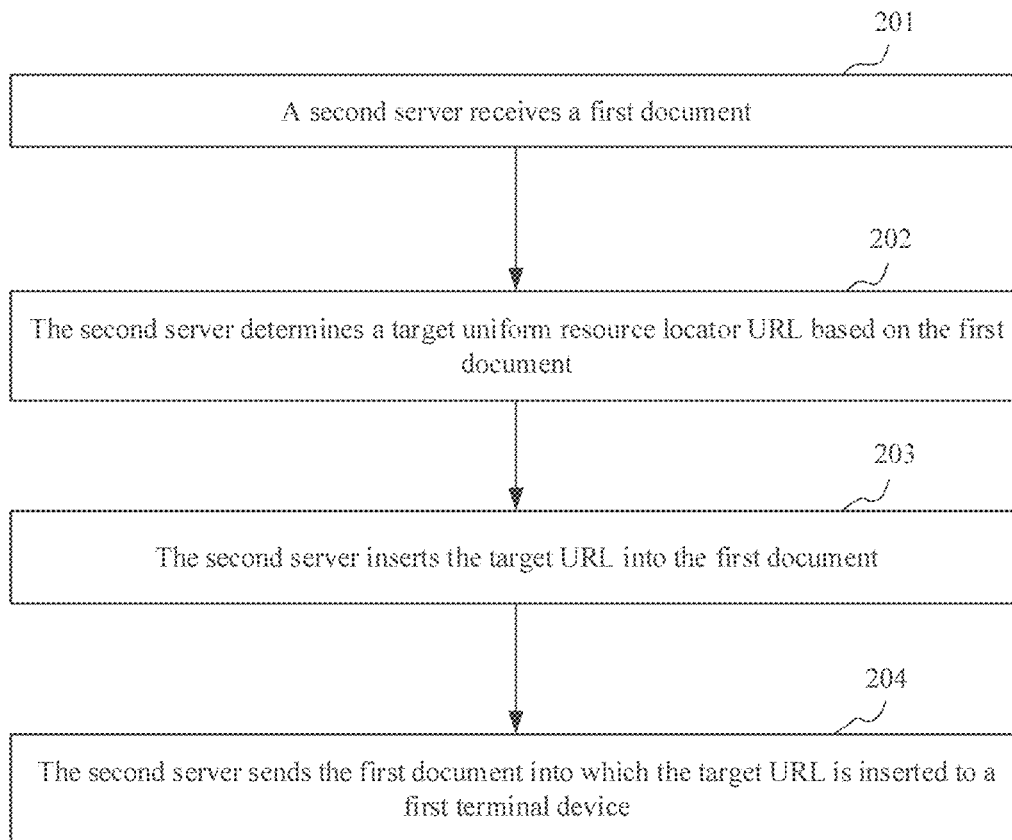 201
A second server receives a first document
202
The second server determines a target uniform resource locator URL based on the first
document
203
The second server inserts the target URL into the first document
204
The second server sends the first document into which the target URL is inserted to a
first terminal device